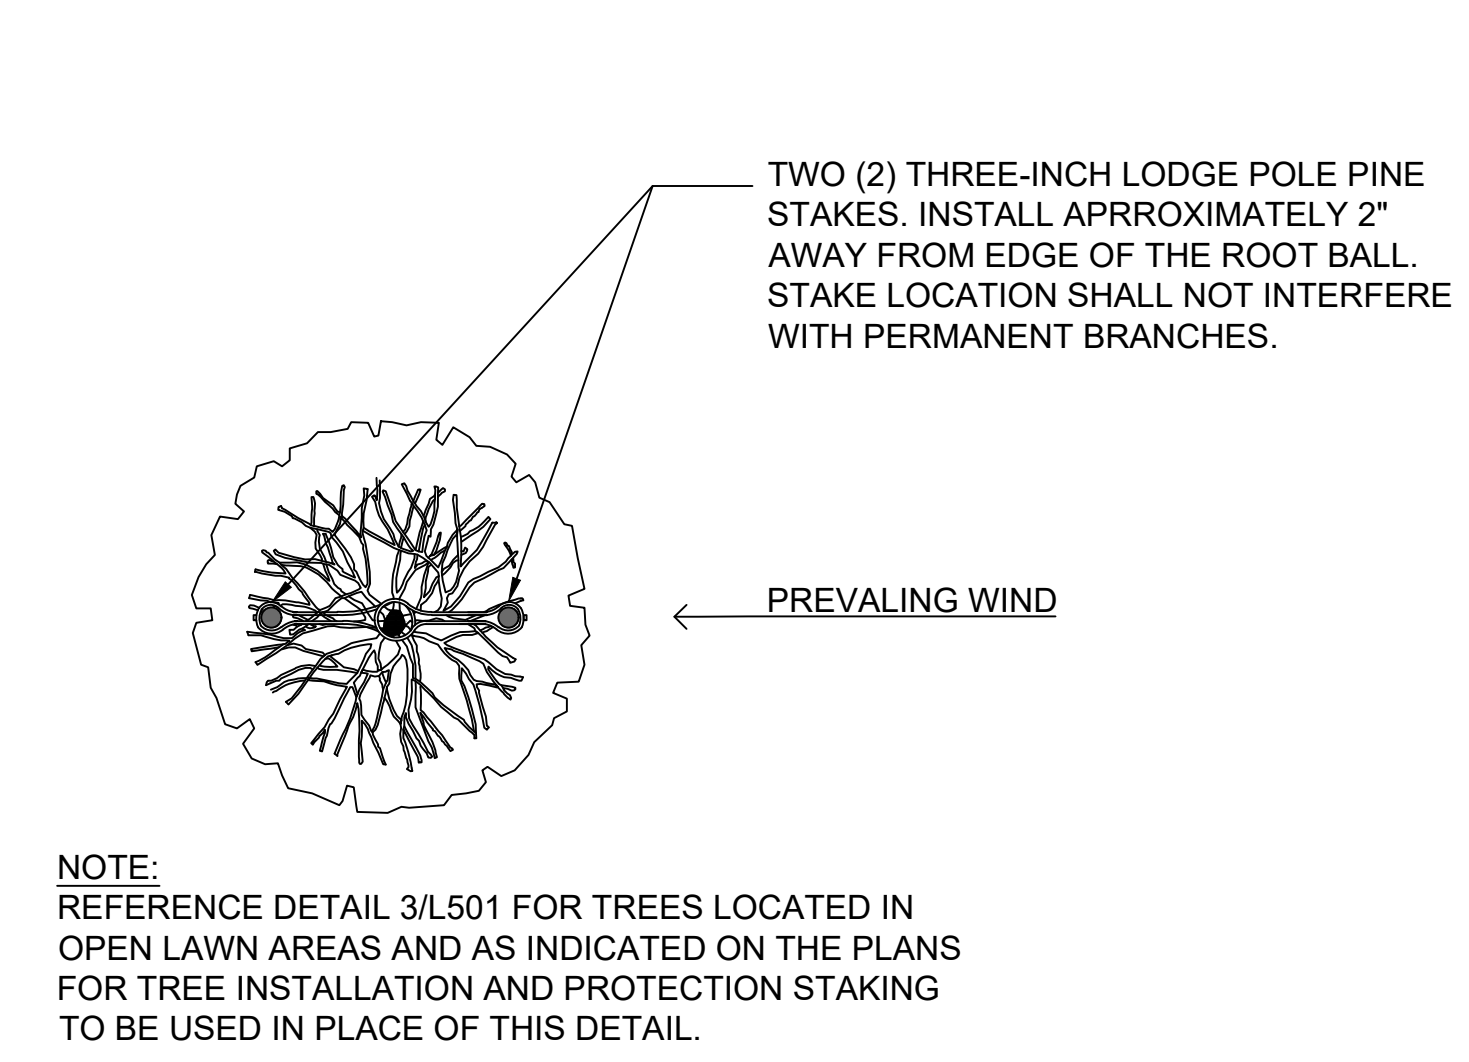 TWO (2) THREE-INCH LODGE POLE PINE
STAKES. INSTALL APRROXIMATELY 2"
AWAY FROM EDGE OF THE ROOT BALL.
STAKE LOCATION SHALL NOT INTERFERE
WITH PERMANENT BRANCHES.
PREVALING WIND
NOTE:
REFERENCE DETAIL 3/L501 FOR TREES LOCATED IN
OPEN LAWN AREAS AND AS INDICATED ON THE PLANS
FOR TREE INSTALLATION AND PROTECTION STAKING
TO BE USED IN PLACE OF THIS DETAIL.